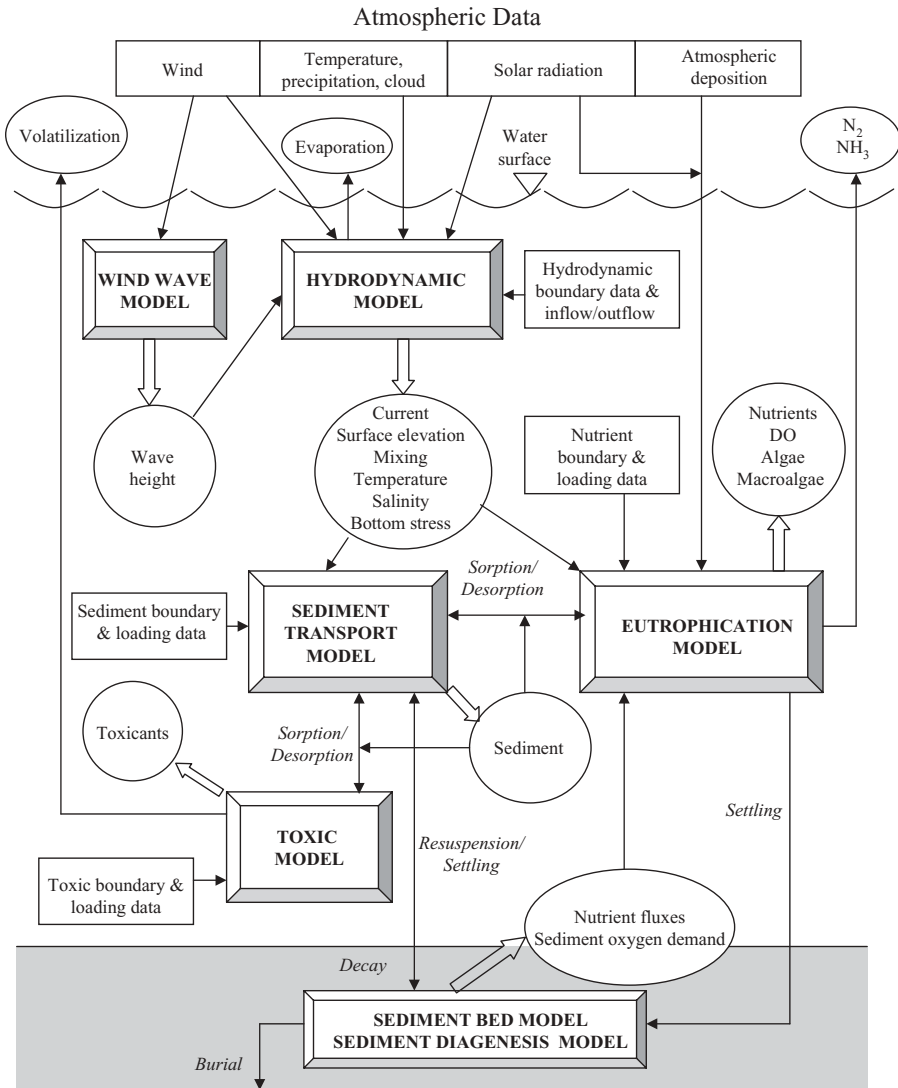 Atmospheric Data
Wind
Temperature,
precipitation, cloud
Solar radiation
Atmospheric
deposition
Volatilization
Evaporation
Water
surface
N2
NH3
WIND WAVE
MODEL
HYDRODYNAMIC
MODEL
Hydrodynamic
boundary data &
inflow/outflow
Wave
height
Current
Surface elevation
Mixing
Temperature
Salinity
Bottom stress
Nutrient
boundary &
loading data
Nutrients
DO
Algae
Macroalgae
Sediment boundary
& loading data
SEDIMENT
TRANSPORT
MODEL
Sorption/
Desorption
EUTROPHICATION
MODEL
Toxicants
Sorption/
Desorption
Sediment
TOXIC
MODEL
Resuspension/
Settling
Settling
Toxic boundary &
loading data
Nutrient fluxes
Sediment oxygen demand
Decay
SEDIMENT BED MODEL
SEDIMENT DIAGENESIS MODEL
Burial